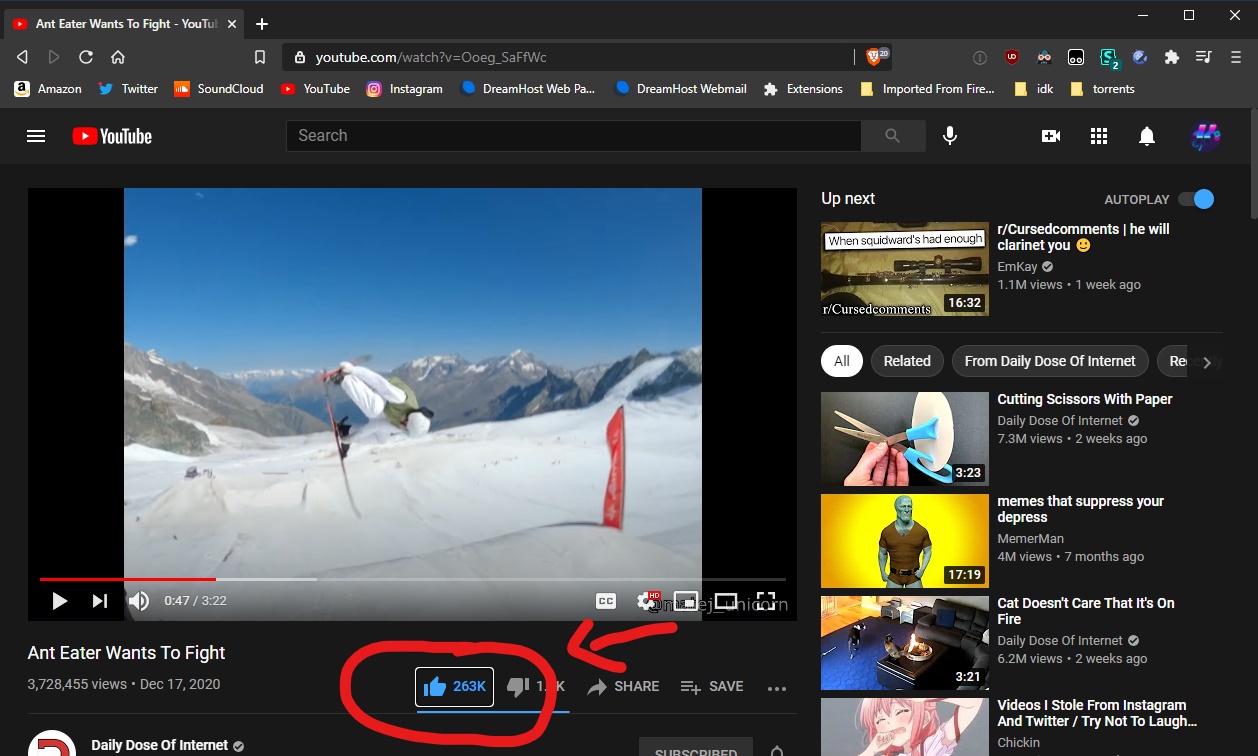 Ant Eater Wants To Fight - YouTu
youtube.com/watch?v=Ooeg_SaFfWc
20
UD
2
Amazon
Twitter
SoundCloud
YouTube
Instagram
DreamHost Web Pa...
DreamHost Webmail
Extensions
Imported From Fire...
idk
torrents
YouTube
Search
Up next
AUTOPLAY
When squidward's had enough
r/Cursedcomments
16:32
r/Cursedcomments | he will
clarinet you 🙂
EmKay
1.1M views • 1 week ago
All
Related
From Daily Dose Of Internet
Cutting Scissors With Paper
Daily Dose Of Internet
7.3M views • 2 weeks ago
3:23
memes that suppress your
depress
MemerMan
4M views • 7 months ago
17:19
Cat Doesn't Care That It's On
Fire
Daily Dose Of Internet
6.2M views • 2 weeks ago
3:21
Videos I Stole From Instagram
And Twitter / Try Not To Laugh...
Chickin
0:47 / 3:22
CC
HD
Ant Eater Wants To Fight
3,728,455 views • Dec 17, 2020
263K
SHARE
SAVE
Daily Dose Of Internet
SUBSCRIBED